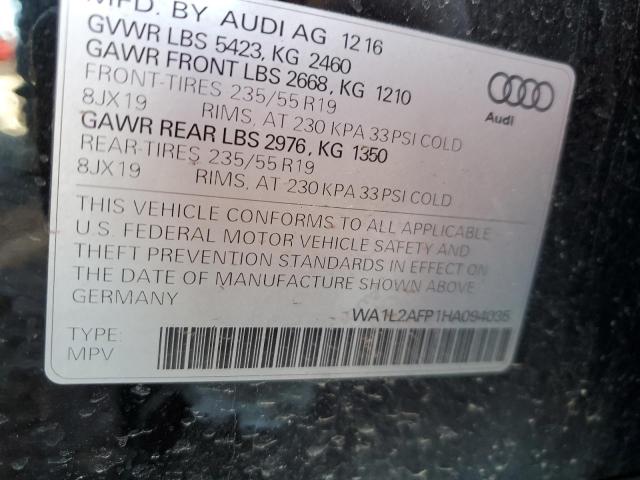 MFD. BY AUDI AG 12 16
GVWR LBS 5423, KG 2460
GAWR FRONT LBS 2668, KG 1210
FRONT-TIRES 235/55 R19
8JX19 RIMS, AT 230 KPA 33 PSI COLD
GAWR REAR LBS 2976, KG 1350
REAR-TIRES 235/55 R19
8JX19 RIMS, AT 230 KPA 33 PSI COLD
Audi
THIS VEHICLE CONFORMS TO ALL APPLICABLE
U.S. FEDERAL MOTOR VEHICLE SAFETY AND
THEFT PREVENTION STANDARDS IN EFFECT ON
THE DATE OF MANUFACTURE SHOWN ABOVE
GERMANY
WA1L2AFP1HA094035
TYPE:
MPV